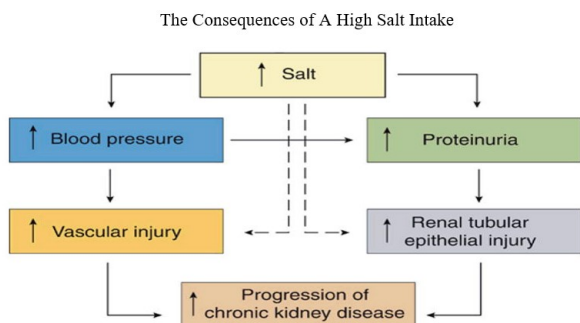 The Consequences of A High Salt Intake
↑ Salt
↑ Blood pressure
↑ Proteinuria
↑ Vascular injury
↑ Renal tubular
epithelial injury
↑ Progression of
chronic kidney disease